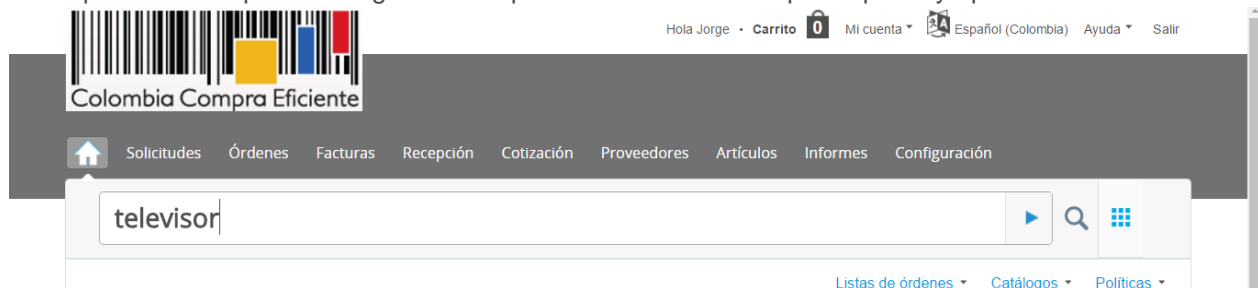 Hola Jorge • Carrito 0 Mi cuenta Español (Colombia) Ayuda Salir
Colombia Compra Eficiente
Solicitudes Órdenes Facturas Recepción Cotización Proveedores Artículos Informes Configuración
televisor
Listas de órdenes Catálogos Políticas